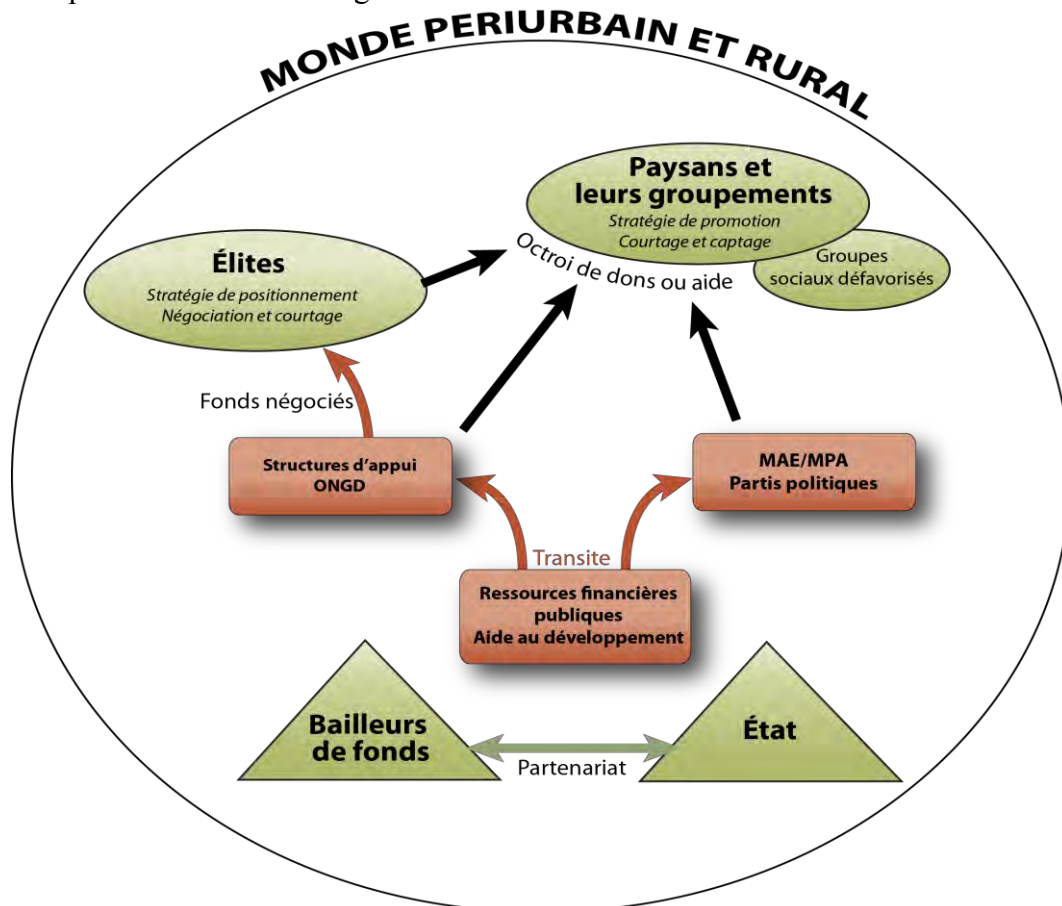 MONDE PERIURBAIN ET RURAL
Paysans et
leurs groupements
Stratégie de promotion
Courtage et captage
Groupes
sociaux défavorisés
Élites
Stratégie de positionnement
Négociation et courtage
Octroi de dons ou aide
Fonds négociés
Structures d'appui
ONGD
MAE/MPA
Partis politiques
Transite
Ressources financières
publiques
Aide au développement
Bailleurs
de fonds
Partenariat
État